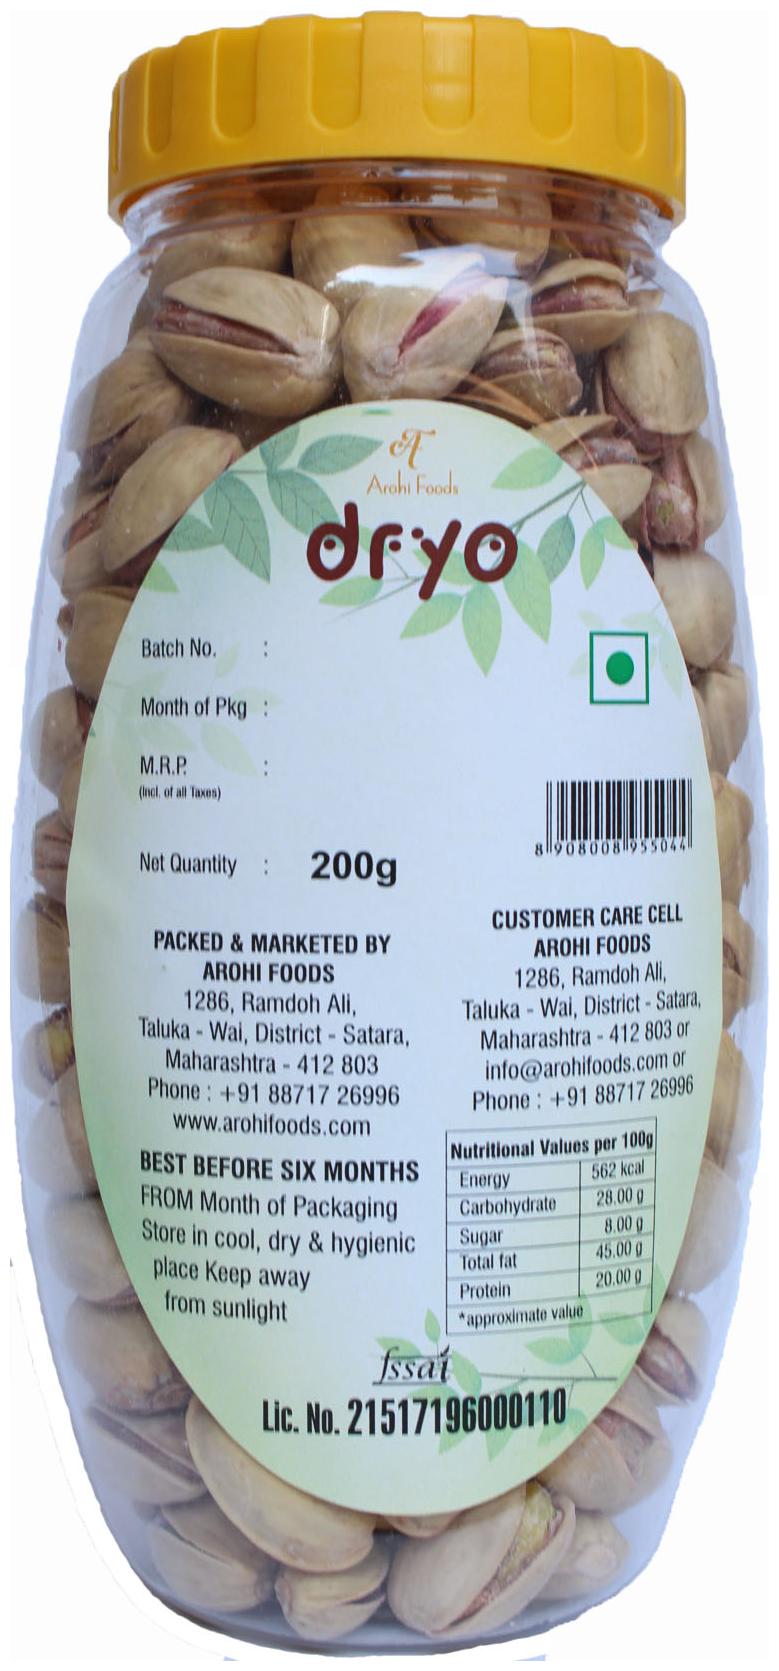 Arohi Foods
dryo
Batch No. :
Month of Pkg :
M.R.P. :
(Incl. of all Taxes)
Net Quantity : 200g
8 908008 955044
PACKED & MARKETED BY
AROHI FOODS
1286, Ramdoh Ali,
Taluka - Wai, District - Satara,
Maharashtra - 412 803
Phone : +91 88717 26996
www.arohifoods.com
CUSTOMER CARE CELL
AROHI FOODS
1286, Ramdoh Ali,
Taluka - Wai, District - Satara,
Maharashtra - 412 803 or
info@arohifoods.com or
Phone : +91 88717 26996
BEST BEFORE SIX MONTHS
FROM Month of Packaging
Store in cool, dry & hygienic
place Keep away
from sunlight
Nutritional Values per 100g
Energy 562 kcal
Carbohydrate 28.00 g
Sugar 8.00 g
Total fat 45.00 g
Protein 20.00 g
*approximate value
fssai
Lic. No. 21517196000110